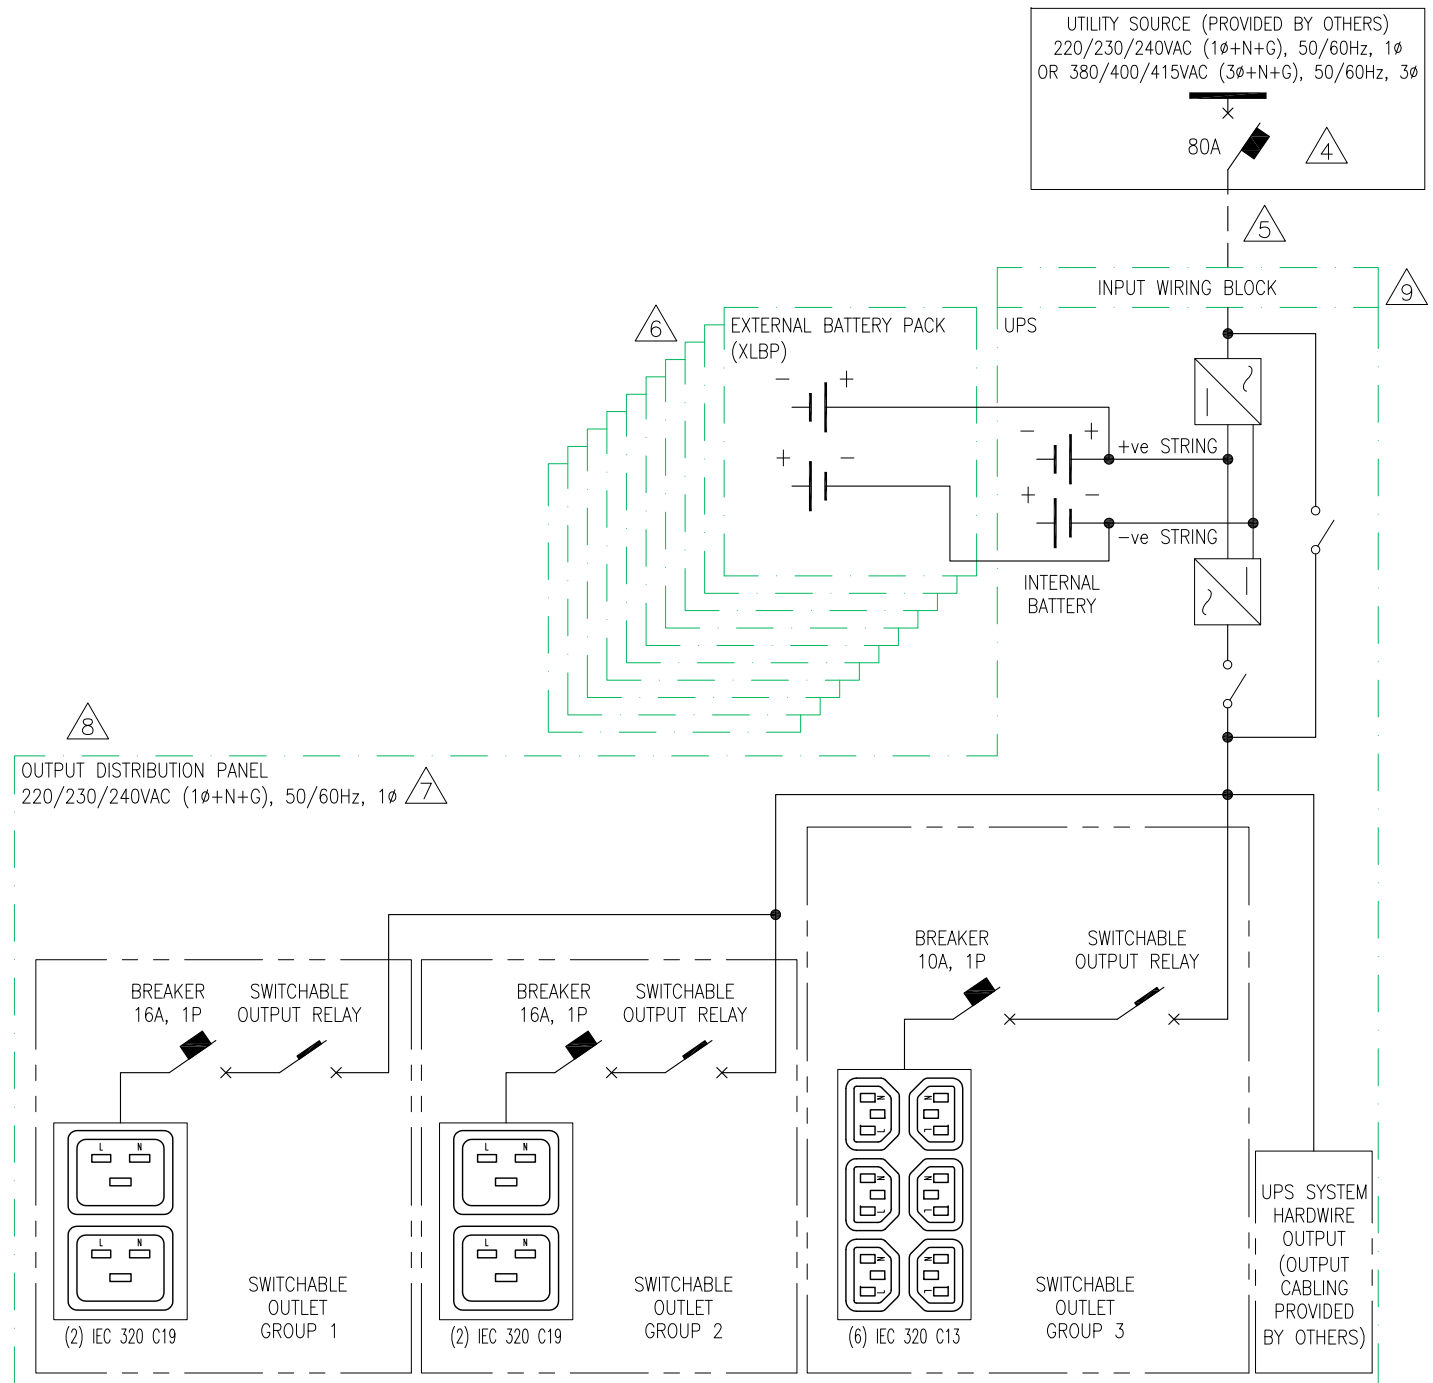 UTILITY SOURCE (PROVIDED BY OTHERS)
220/230/240VAC (1ø+N+G), 50/60Hz, 1ø
OR 380/400/415VAC (3ø+N+G), 50/60Hz, 3ø
80A
4
5
INPUT WIRING BLOCK
9
6
EXTERNAL BATTERY PACK
(XLBP)
UPS
− +
+ −
− +
+ve STRING
+ −
−ve STRING
INTERNAL
BATTERY
8
OUTPUT DISTRIBUTION PANEL
220/230/240VAC (1ø+N+G), 50/60Hz, 1ø
7
BREAKER
16A, 1P
SWITCHABLE
OUTPUT RELAY
L N
L N
(2) IEC 320 C19
SWITCHABLE
OUTLET
GROUP 1
BREAKER
16A, 1P
SWITCHABLE
OUTPUT RELAY
L N
L N
(2) IEC 320 C19
SWITCHABLE
OUTLET
GROUP 2
BREAKER
10A, 1P
SWITCHABLE
OUTPUT RELAY
N N
L L
N N
L L
N N
L L
(6) IEC 320 C13
SWITCHABLE
OUTLET
GROUP 3
UPS SYSTEM
HARDWIRE
OUTPUT
(OUTPUT
CABLING
PROVIDED
BY OTHERS)